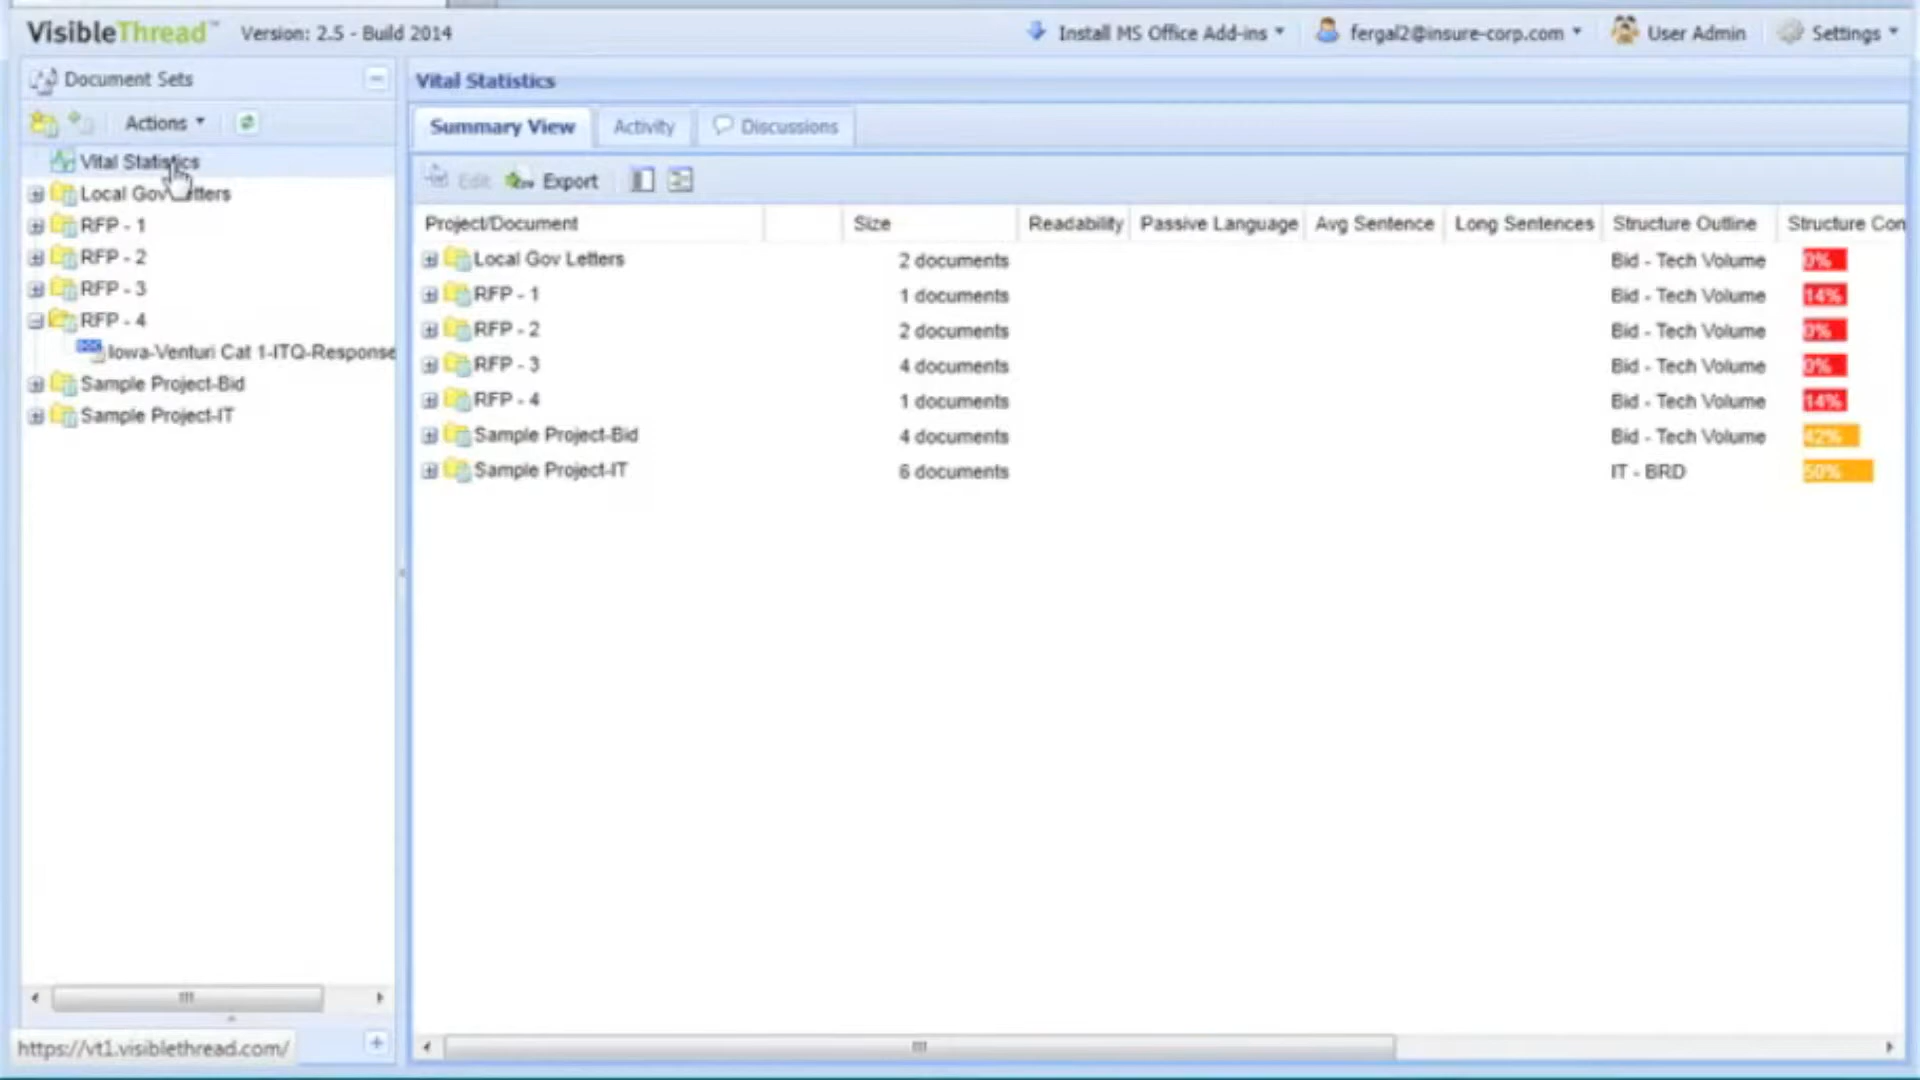 VisibleThread™ Version: 2.5 - Build 2014 Install MS Office Add-ins fergal2@insure-corp.com User Admin Settings
Document Sets
Actions
Vital Statistics
Local Gov Letters
RFP - 1
RFP - 2
RFP - 3
RFP - 4
Iowa-Venturi Cat 1-ITQ-Response
Sample Project-Bid
Sample Project-IT
https://vt1.visiblethread.com/
Vital Statistics
Summary View Activity Discussions
Edit Export
Project/Document Size Readability Passive Language Avg Sentence Long Sentences Structure Outline Structure Con
Local Gov Letters 2 documents Bid - Tech Volume 0%
RFP - 1 1 documents Bid - Tech Volume 14%
RFP - 2 2 documents Bid - Tech Volume 0%
RFP - 3 4 documents Bid - Tech Volume 0%
RFP - 4 1 documents Bid - Tech Volume 14%
Sample Project-Bid 4 documents Bid - Tech Volume 42%
Sample Project-IT 6 documents IT - BRD 50%